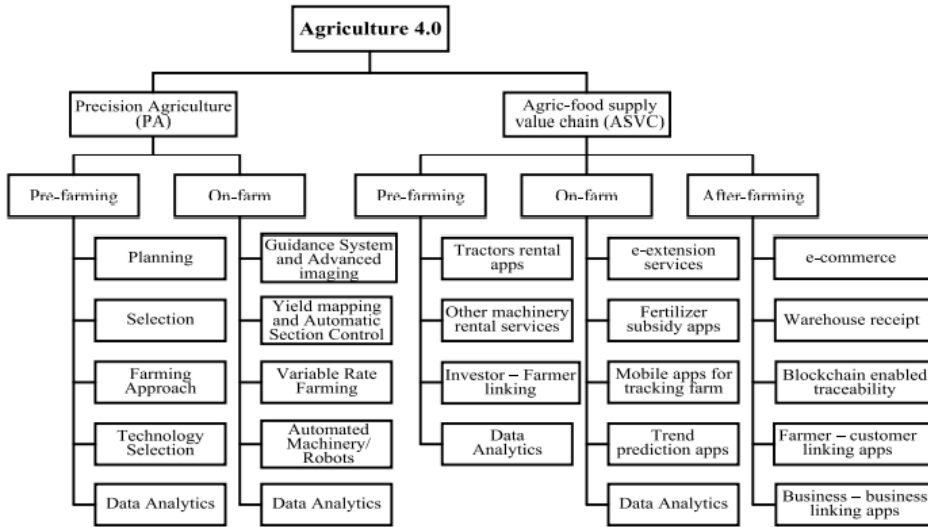 Agriculture 4.0
Precision Agriculture
(PA)
Agric-food supply
value chain (ASVC)
Pre-farming
On-farm
Pre-farming
On-farm
After-farming
Planning
Selection
Farming
Approach
Technology
Selection
Data Analytics
Guidance System
and Advanced
imaging
Yield mapping
and Automatic
Section Control
Variable Rate
Farming
Automated
Machinery/
Robots
Data Analytics
Tractors rental
apps
Other machinery
rental services
Investor – Farmer
linking
Data
Analytics
e-extension
services
Fertilizer
subsidy apps
Mobile apps for
tracking farm
Trend
prediction apps
Data Analytics
e-commerce
Warehouse receipt
Blockchain enabled
traceability
Farmer – customer
linking apps
Business – business
linking apps